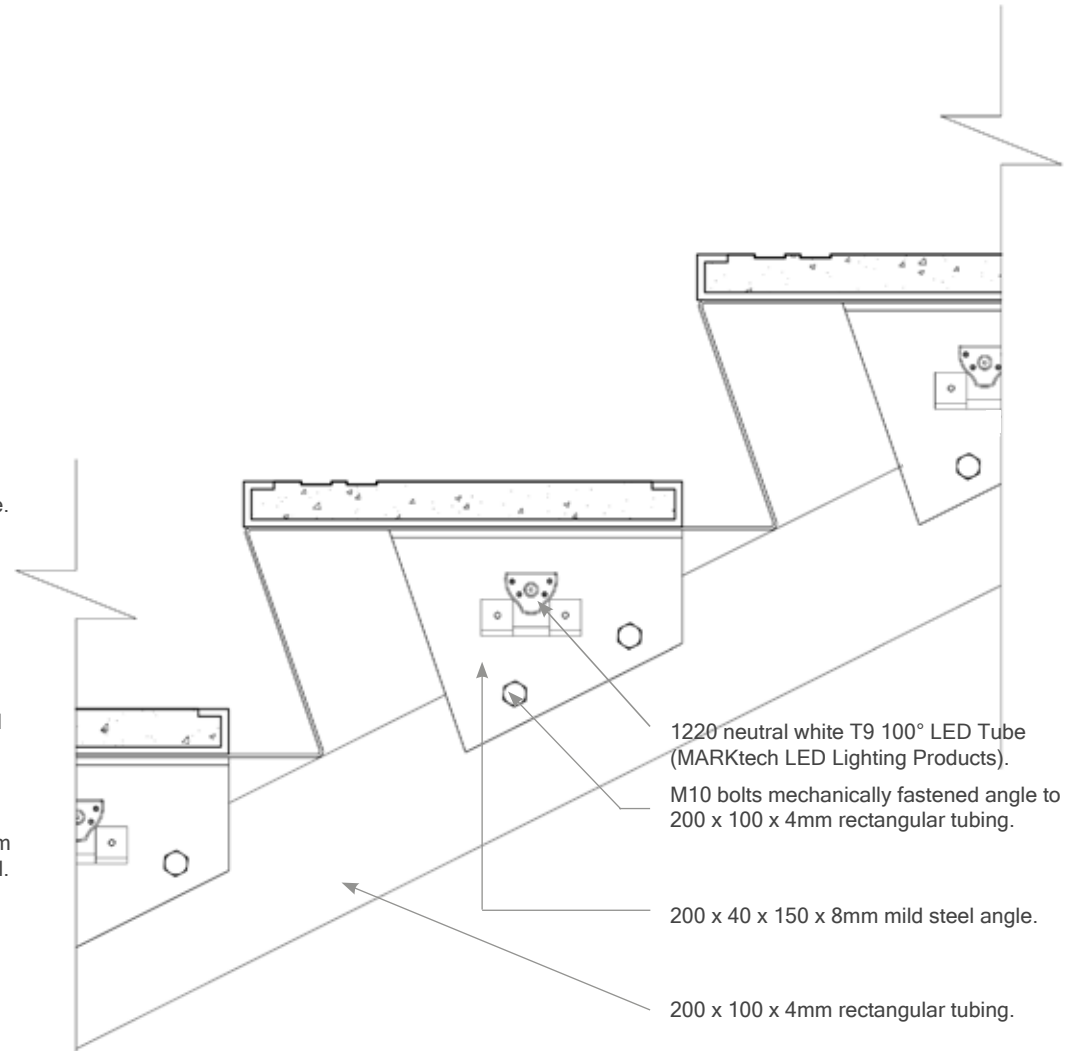 e.
l
m
l.
1220 neutral white T9 100° LED Tube
(MARKtech LED Lighting Products).
M10 bolts mechanically fastened angle to
200 x 100 x 4mm rectangular tubing.
200 x 40 x 150 x 8mm mild steel angle.
200 x 100 x 4mm rectangular tubing.